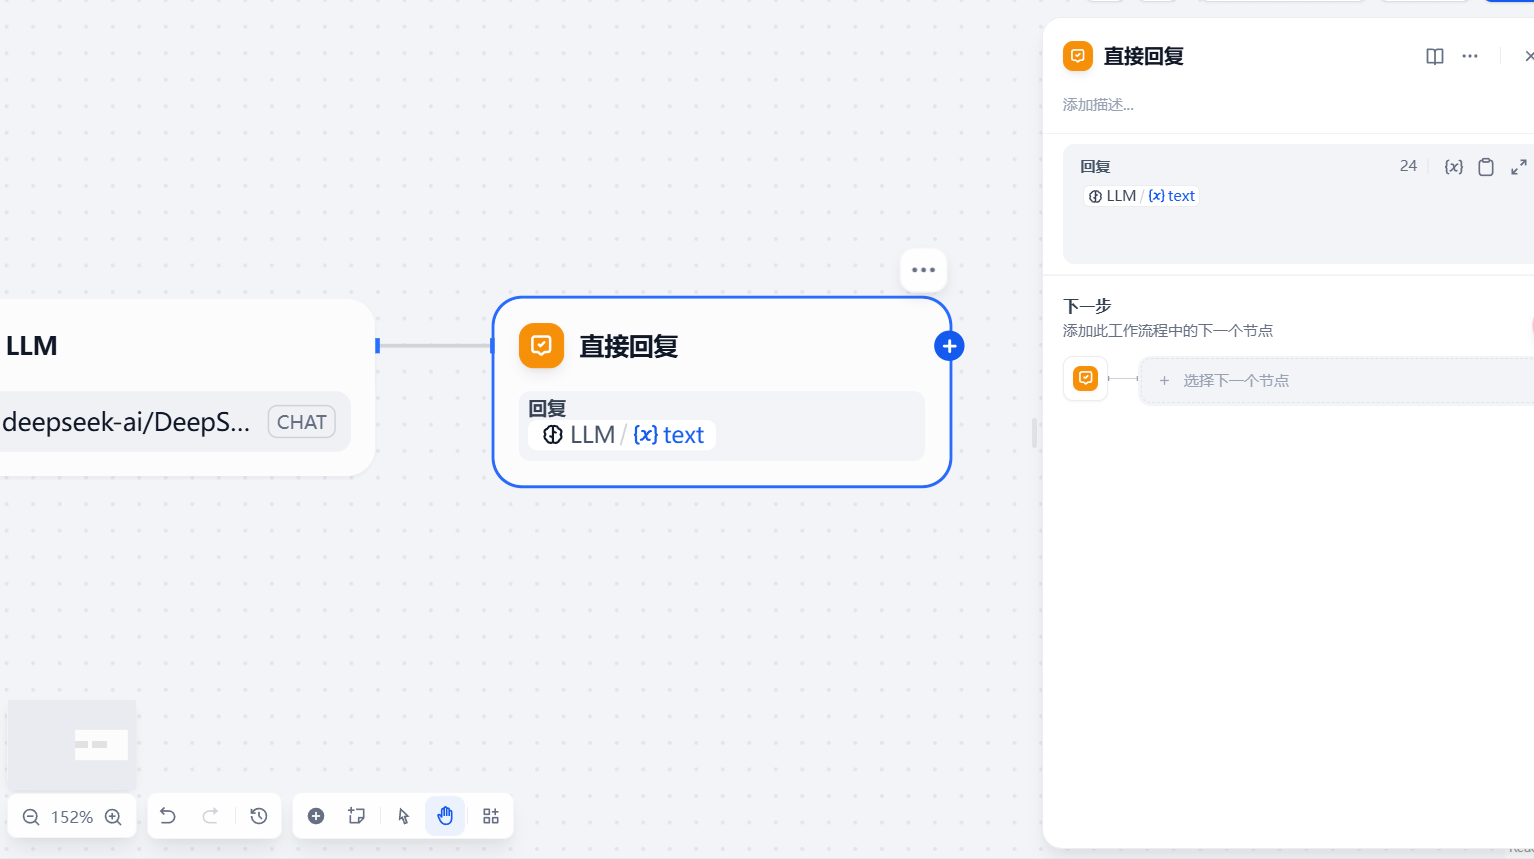 LLM
deepseek-ai/DeepS...
CHAT
直接回复
回复
LLM / {x} text
152%
直接回复
添加描述...
回复
24
{x}
LLM / {x} text
下一步
添加此工作流程中的下一个节点
+ 选择下一个节点